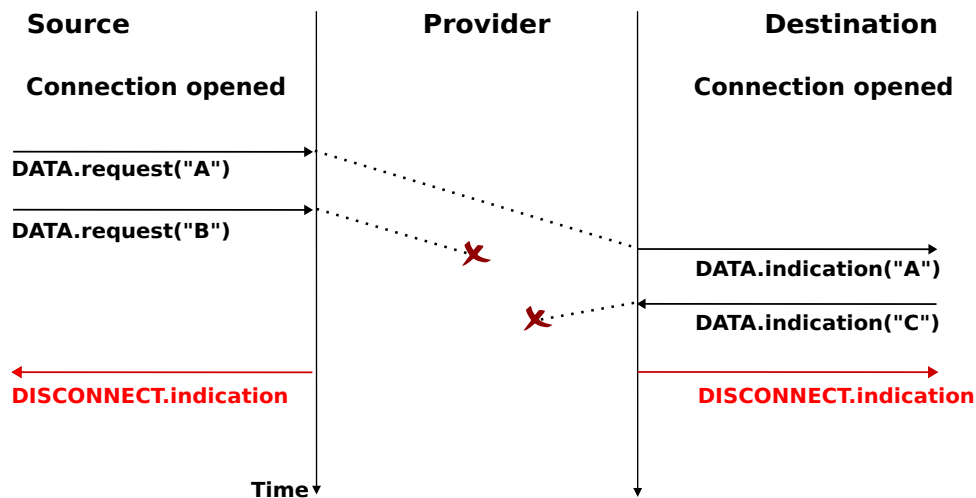 Source Provider Destination
Connection opened Connection opened
DATA.request("A")
DATA.request("B")
DATA.indication("A")
DATA.indication("C")
DISCONNECT.indication DISCONNECT.indication
Time